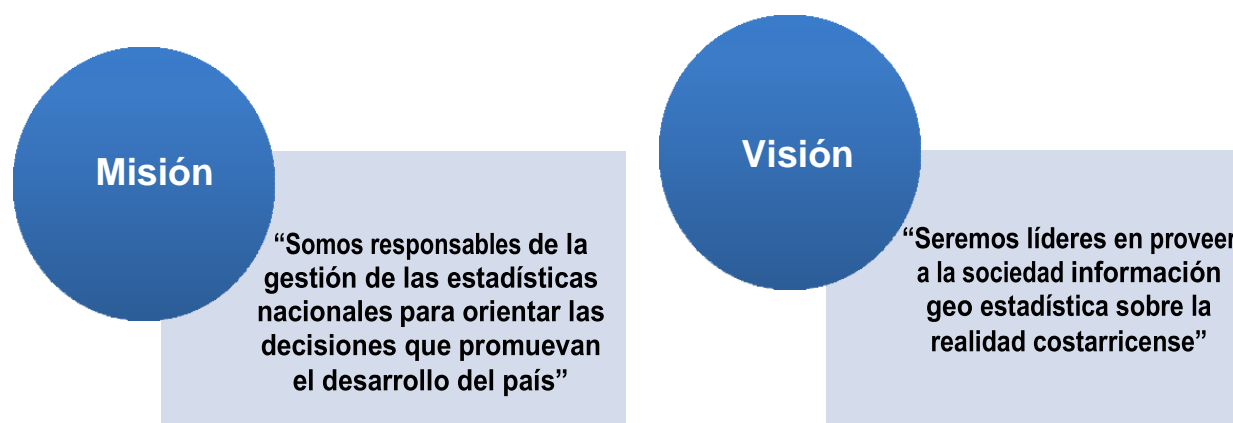 Misión
“Somos responsables de la
gestión de las estadísticas
nacionales para orientar las
decisiones que promuevan
el desarrollo del país”
Visión
“Seremos líderes en proveer
a la sociedad información
geo estadística sobre la
realidad costarricense”